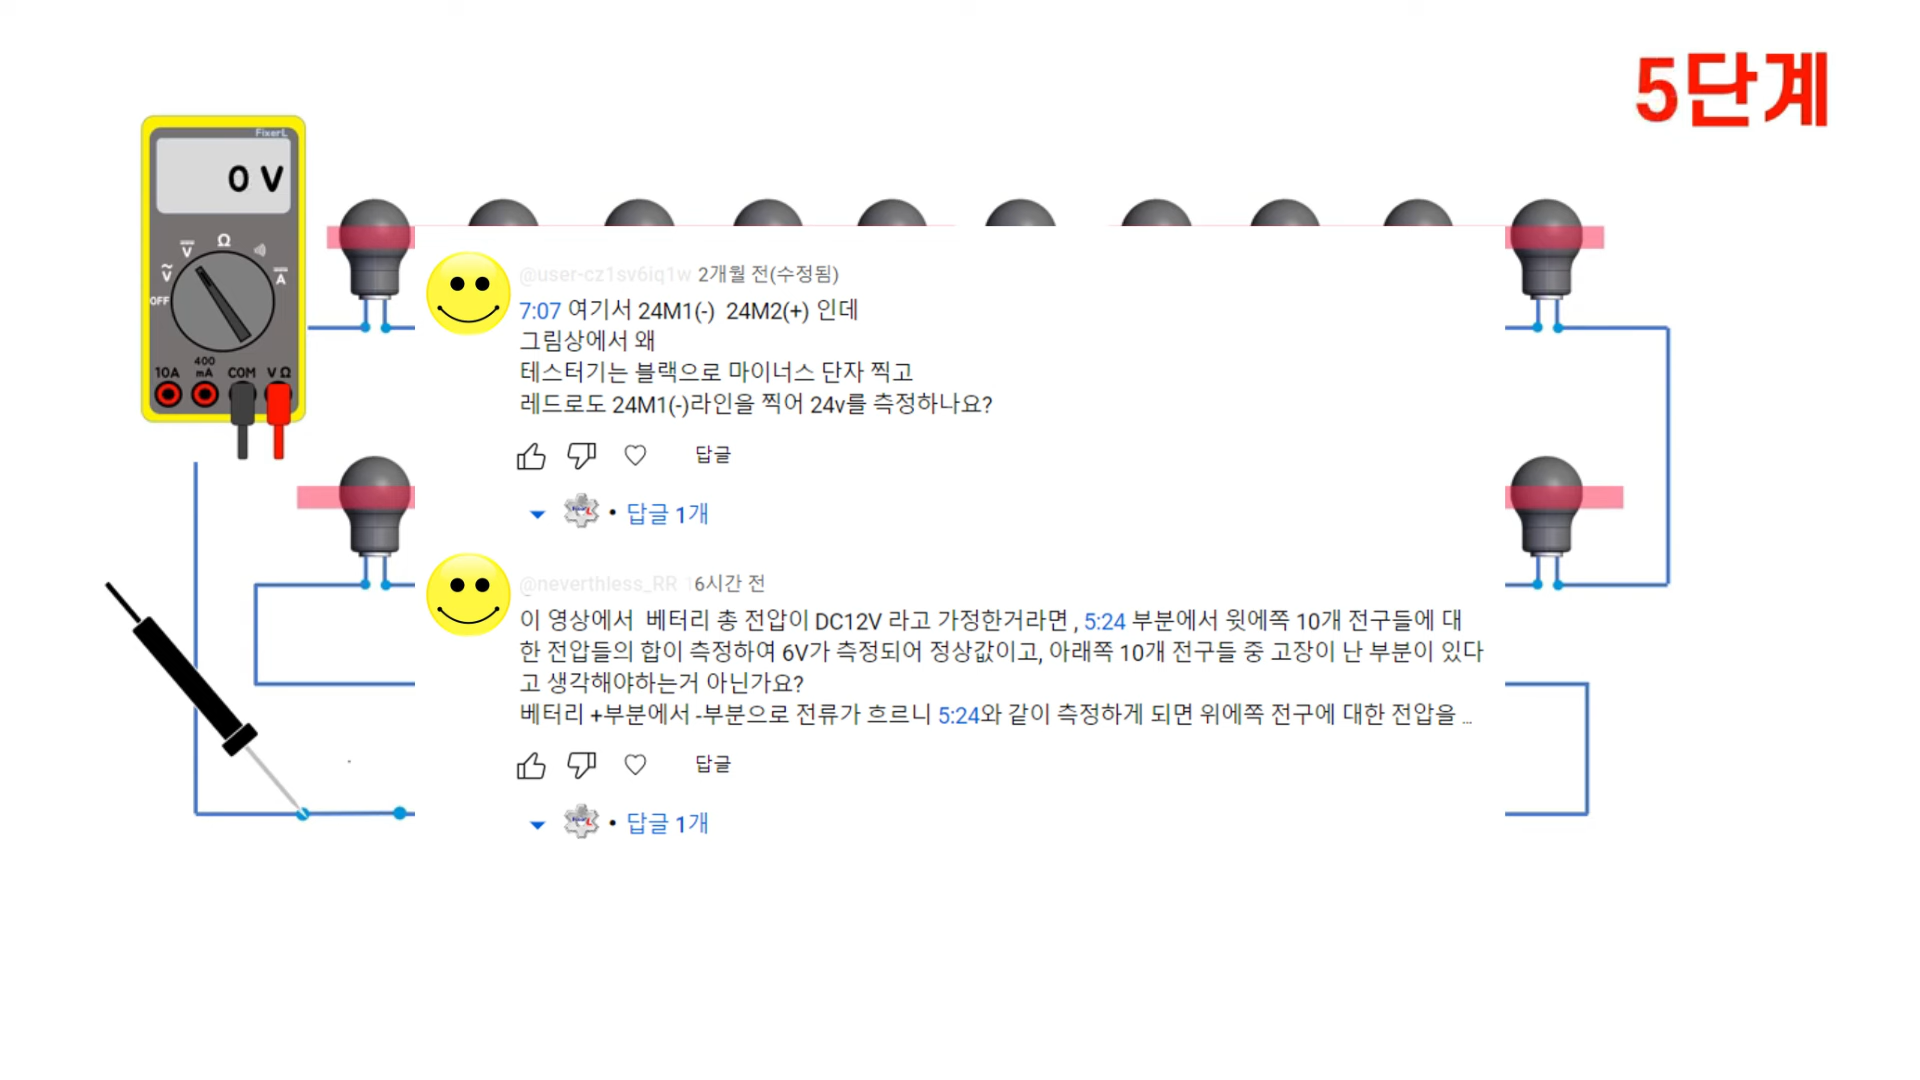 5단계
FixerL
0 V
Ω
V
V
A
OFF
10A
400
mA
COM
V Ω
@user-cz1sv6iq1w 2개월 전(수정됨)
7:07 여기서 24M1(-) 24M2(+) 인데
그림상에서 왜
테스터기는 블랙으로 마이너스 단자 찍고
레드로도 24M1(-)라인을 찍어 24v를 측정하나요?
답글
• 답글 1개
@neverthless_RR 16시간 전
이 영상에서 베터리 총 전압이 DC12V 라고 가정한거라면 , 5:24 부분에서 윗에쪽 10개 전구들에 대
한 전압들의 합이 측정하여 6V가 측정되어 정상값이고, 아래쪽 10개 전구들 중 고장이 난 부분이 있다
고 생각해야하는거 아닌가요?
베터리 +부분에서 -부분으로 전류가 흐르니 5:24와 같이 측정하게 되면 위에쪽 전구에 대한 전압을 ...
답글
• 답글 1개